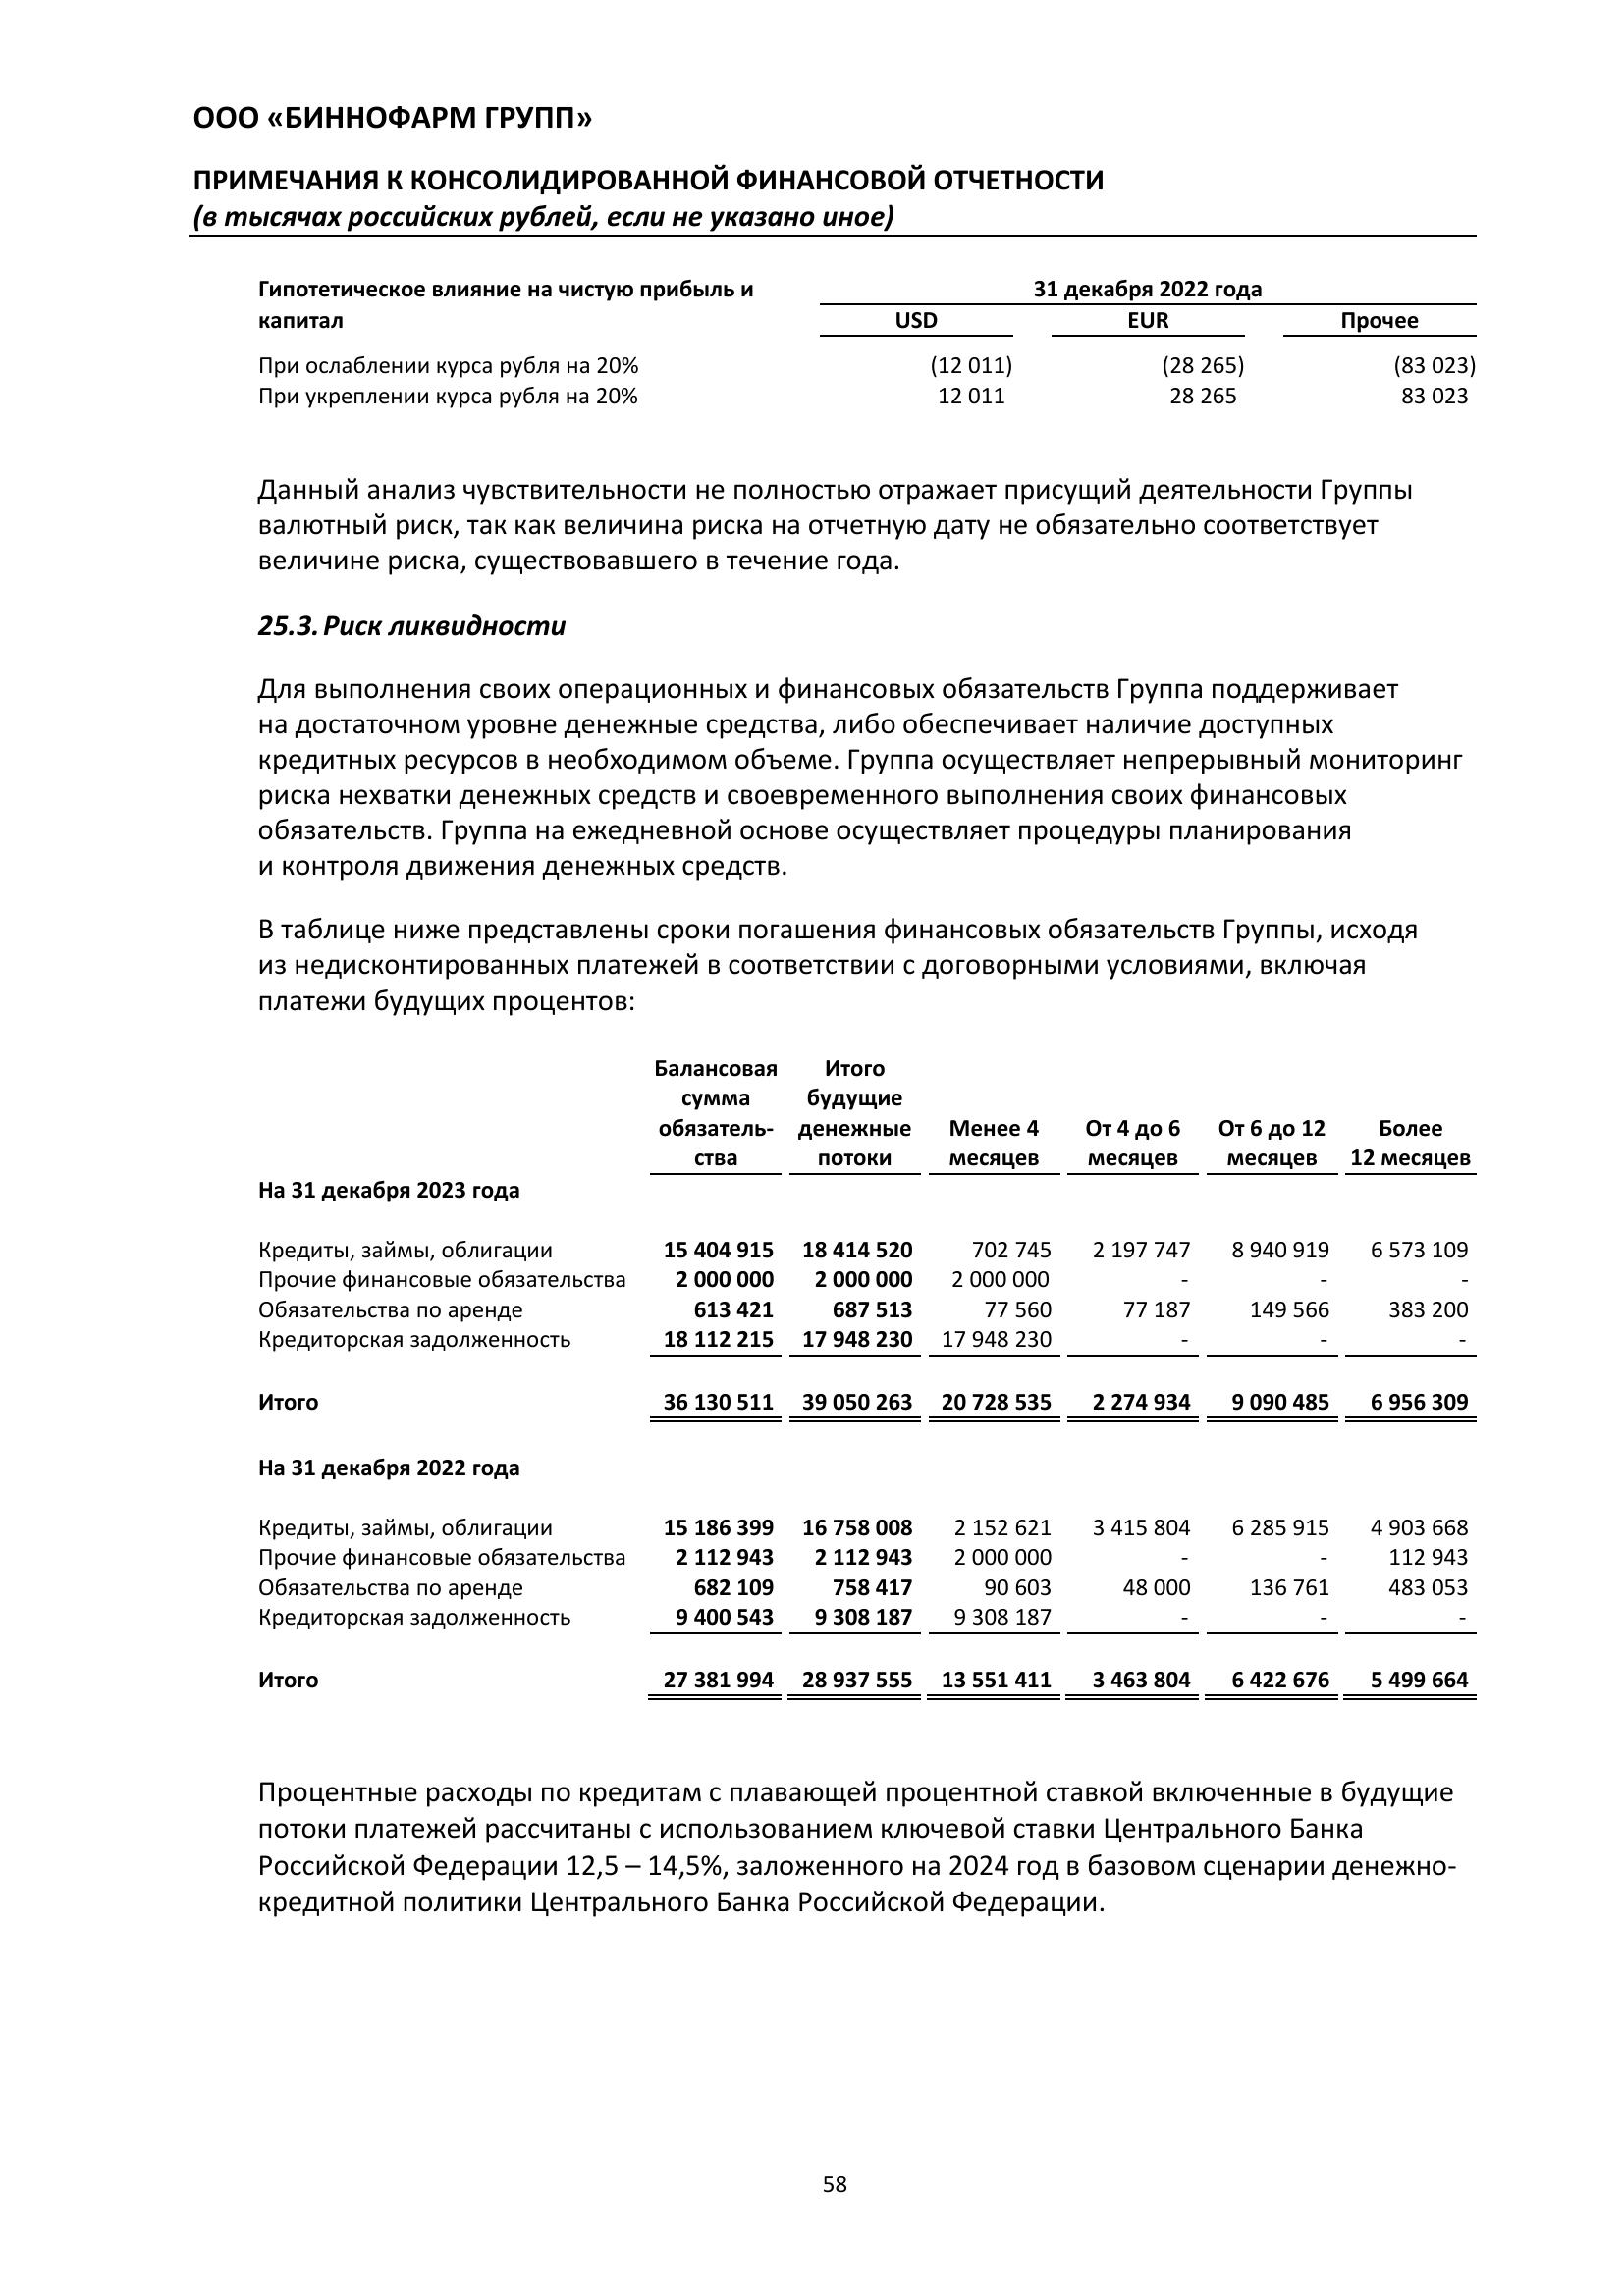 ООО «БИННОФАРМ ГРУПП»
ПРИМЕЧАНИЯ К КОНСОЛИДИРОВАННОЙ ФИНАНСОВОЙ ОТЧЕТНОСТИ
(в тысячах российских рублей, если не указано иное)
Гипотетическое влияние на чистую прибыль и 31 декабря 2022 года
капитал USD EUR Прочее
При ослаблении курса рубля на 20% (12 011) (28 265) (83 023)
При укреплении курса рубля на 20% 12 011 28 265 83 023
Данный анализ чувствительности не полностью отражает присущий деятельности Группы
валютный риск, так как величина риска на отчетную дату не обязательно соответствует
величине риска, существовавшего в течение года.
25.3. Риск ликвидности
Для выполнения своих операционных и финансовых обязательств Группа поддерживает
на достаточном уровне денежные средства, либо обеспечивает наличие доступных
кредитных ресурсов в необходимом объеме. Группа осуществляет непрерывный мониторинг
риска нехватки денежных средств и своевременного выполнения своих финансовых
обязательств. Группа на ежедневной основе осуществляет процедуры планирования
и контроля движения денежных средств.
В таблице ниже представлены сроки погашения финансовых обязательств Группы, исходя
из недисконтированных платежей в соответствии с договорными условиями, включая
платежи будущих процентов:
Балансовая Итого
сумма будущие
обязатель- денежные Менее 4 От 4 до 6 От 6 до 12 Более
ства потоки месяцев месяцев месяцев 12 месяцев
На 31 декабря 2023 года
Кредиты, займы, облигации 15 404 915 18 414 520 702 745 2 197 747 8 940 919 6 573 109
Прочие финансовые обязательства 2 000 000 2 000 000 2 000 000 - - -
Обязательства по аренде 613 421 687 513 77 560 77 187 149 566 383 200
Кредиторская задолженность 18 112 215 17 948 230 17 948 230 - - -
Итого 36 130 511 39 050 263 20 728 535 2 274 934 9 090 485 6 956 309
На 31 декабря 2022 года
Кредиты, займы, облигации 15 186 399 16 758 008 2 152 621 3 415 804 6 285 915 4 903 668
Прочие финансовые обязательства 2 112 943 2 112 943 2 000 000 - - 112 943
Обязательства по аренде 682 109 758 417 90 603 48 000 136 761 483 053
Кредиторская задолженность 9 400 543 9 308 187 9 308 187 - - -
Итого 27 381 994 28 937 555 13 551 411 3 463 804 6 422 676 5 499 664
Процентные расходы по кредитам с плавающей процентной ставкой включенные в будущие
потоки платежей рассчитаны с использованием ключевой ставки Центрального Банка
Российской Федерации 12,5 – 14,5%, заложенного на 2024 год в базовом сценарии денежно-
кредитной политики Центрального Банка Российской Федерации.
58